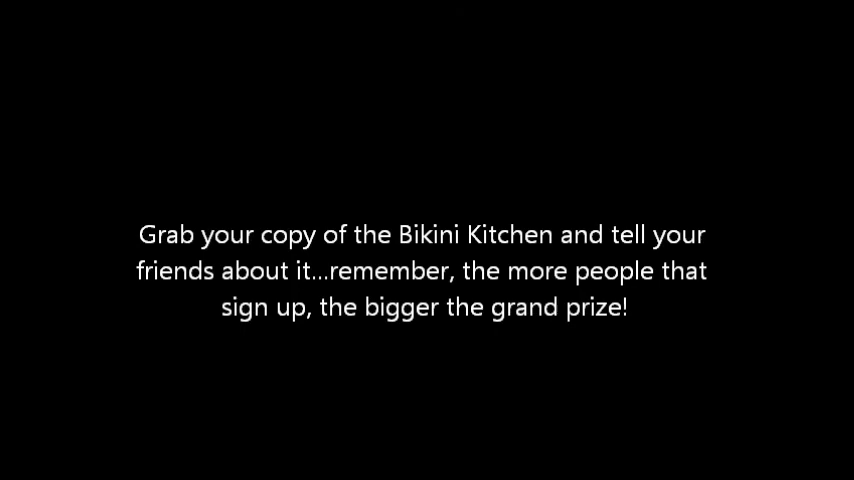 Grab your copy of the Bikini Kitchen and tell your
friends about it...remember, the more people that
sign up, the bigger the grand prize!